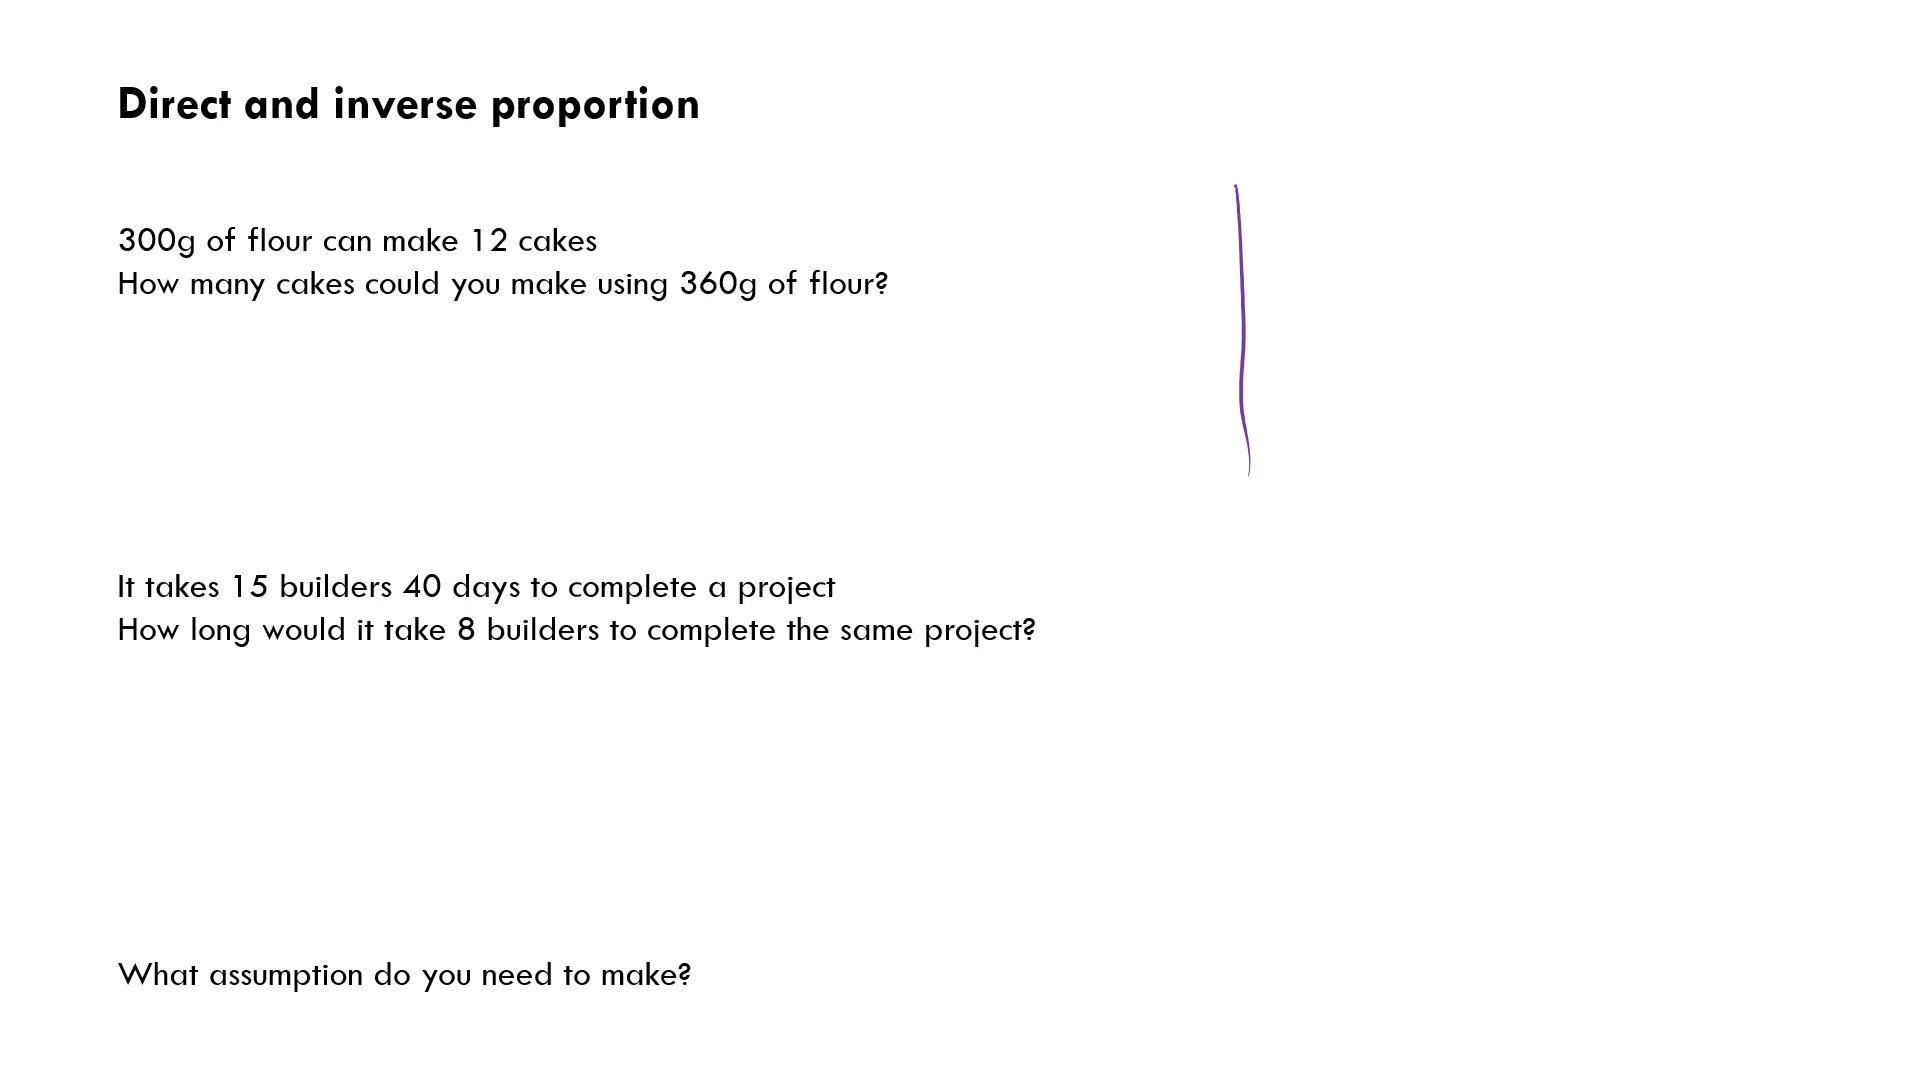 Direct and inverse proportion
300g of flour can make 12 cakes
How many cakes could you make using 360g of flour?
It takes 15 builders 40 days to complete a project
How long would it take 8 builders to complete the same project?
What assumption do you need to make?